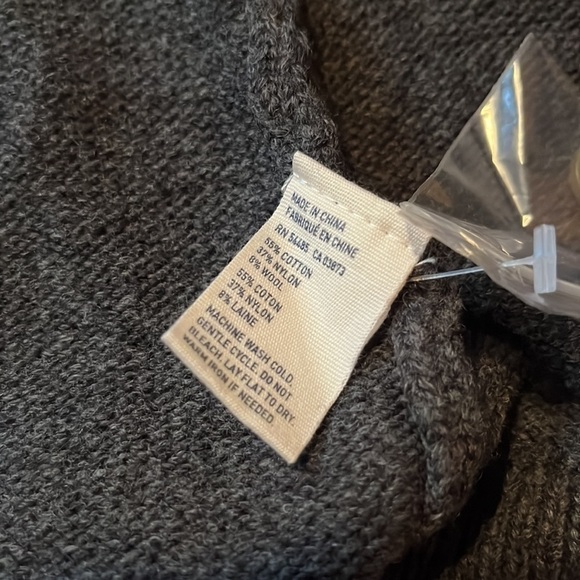 MADE IN CHINA
FABRIQUÉ EN CHINE
RN 54485 CA 03873
55% COTTON
37% NYLON
8% WOOL
55% COTON
37% NYLON
8% LAINE
MACHINE WASH COLD,
GENTLE CYCLE. DO NOT
BLEACH. LAY FLAT TO DRY.
WARM IRON IF NEEDED.